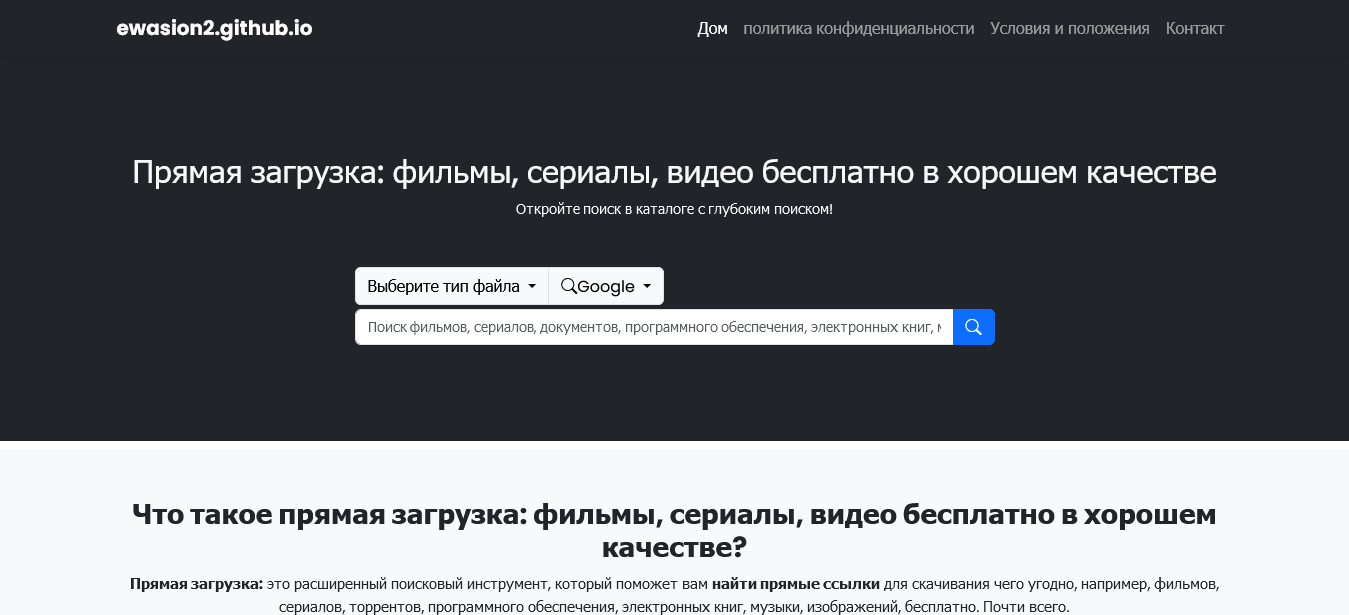 ewasion2.github.io Дом политика конфиденциальности Условия и положения Контакт
Прямая загрузка: фильмы, сериалы, видео бесплатно в хорошем качестве
Откройте поиск в каталоге с глубоким поиском!
Выберите тип файла Google
Поиск фильмов, сериалов, документов, программного обеспечения, электронных книг,
Что такое прямая загрузка: фильмы, сериалы, видео бесплатно в хорошем
качестве?
Прямая загрузка: это расширенный поисковый инструмент, который поможет вам найти прямые ссылки для скачивания чего угодно, например, фильмов,
сериалов, торрентов, программного обеспечения, электронных книг, музыки, изображений, бесплатно. Почти всего.